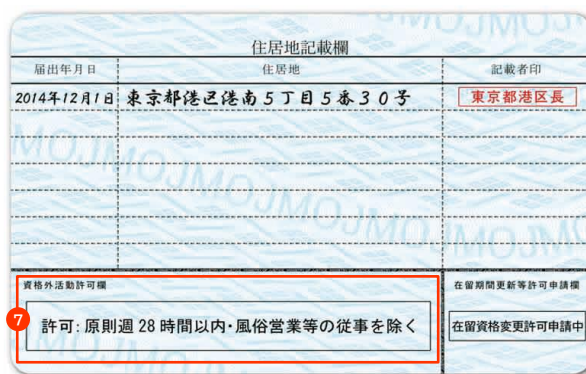 住居地記載欄
届出年月日 住居地 記載者印
2014年12月1日 東京都港区港南5丁目5番30号 東京都港区長
MOJMOJMOJMOJMOJMOJ
資格外活動許可欄 在留期間更新等許可申請欄
7 許可: 原則週28時間以内・風俗営業等の従事を除く 在留資格変更許可申請中